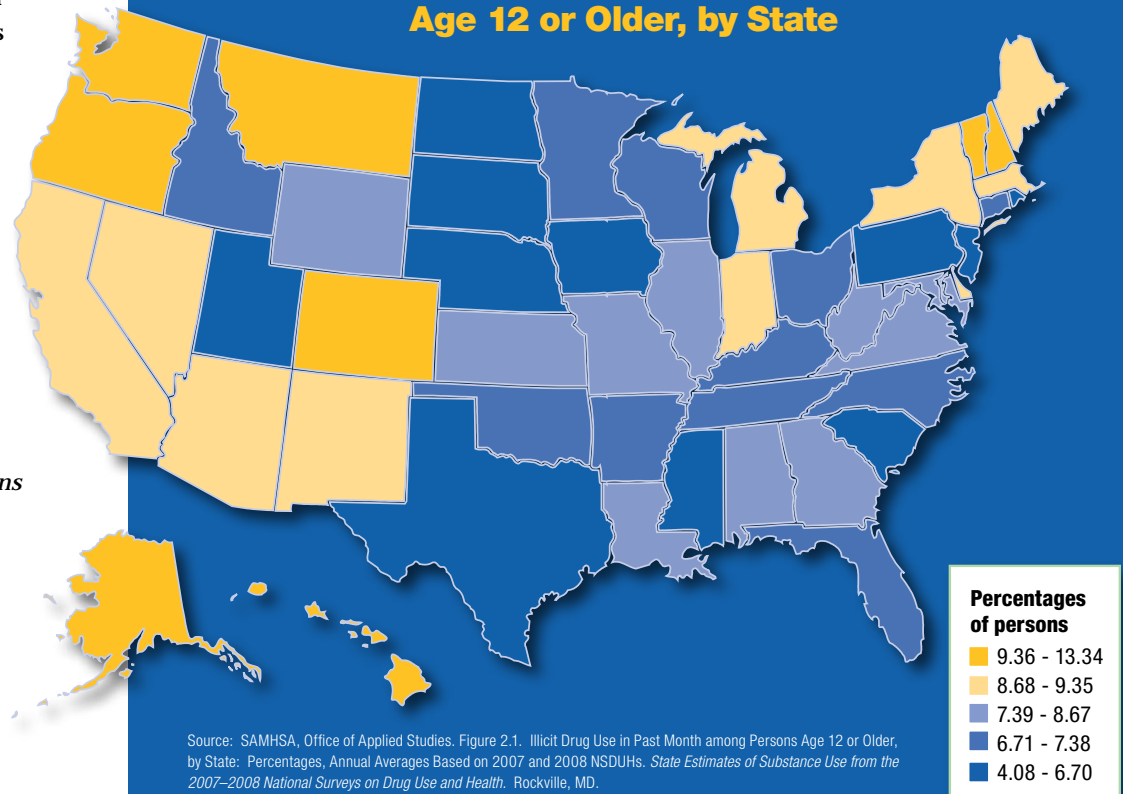 s
Age 12 or Older, by State
ns
Percentages
of persons
9.36 - 13.34
8.68 - 9.35
7.39 - 8.67
6.71 - 7.38
4.08 - 6.70
Source: SAMHSA, Office of Applied Studies. Figure 2.1. Illicit Drug Use in Past Month among Persons Age 12 or Older,
by State: Percentages, Annual Averages Based on 2007 and 2008 NSDUHs. State Estimates of Substance Use from the
2007–2008 National Surveys on Drug Use and Health. Rockville, MD.